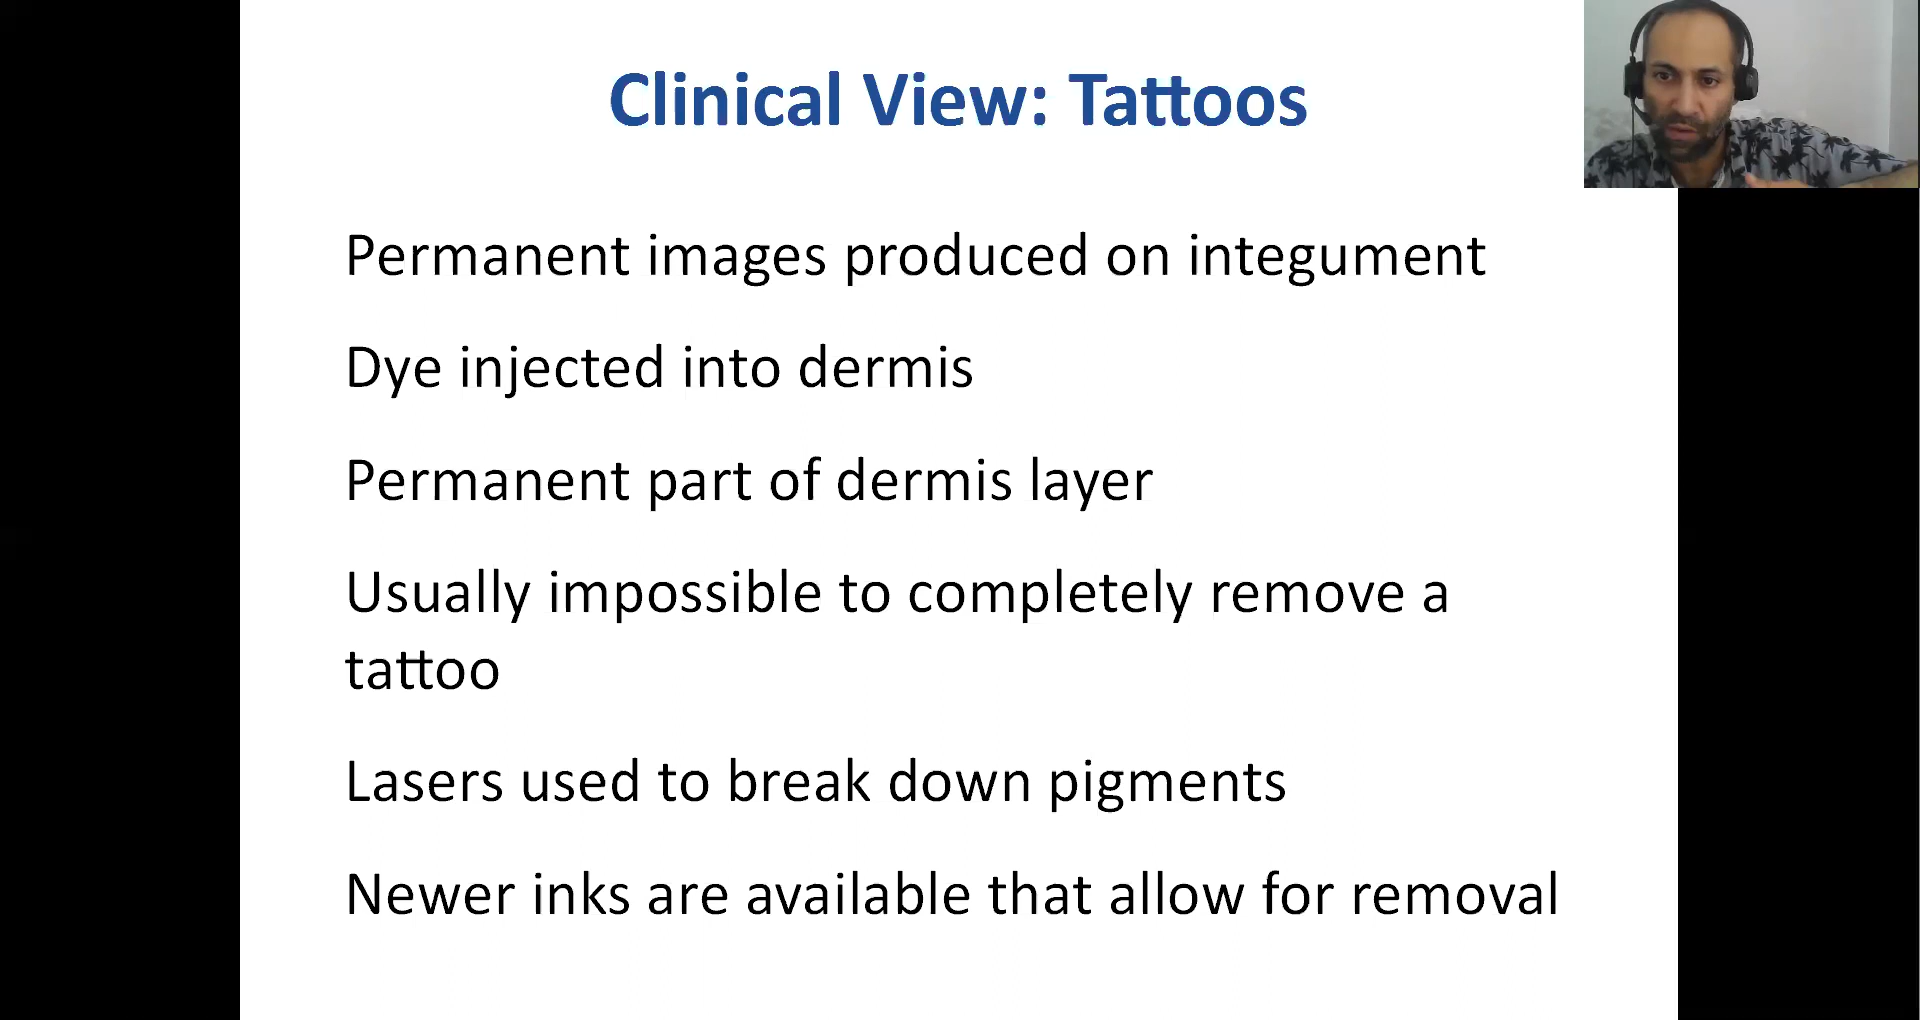 Clinical View: Tattoos
Permanent images produced on integument
Dye injected into dermis
Permanent part of dermis layer
Usually impossible to completely remove a
tattoo
Lasers used to break down pigments
Newer inks are available that allow for removal